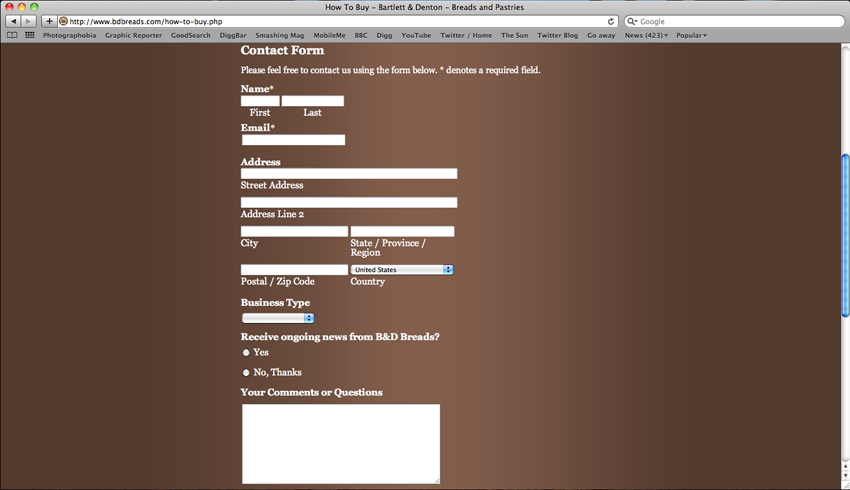 How To Buy – Bartlett & Denton – Breads and Pastries
http://www.bdbreads.com/how-to-buy.php
Google
Photographobia Graphic Reporter GoodSearch DiggBar Smashing Mag MobileMe BBC Digg YouTube Twitter / Home The Sun Twitter Blog Go away News (423) Popular
Contact Form
Please feel free to contact us using the form below. * denotes a required field.
Name*
First Last
Email*
Address
Street Address
Address Line 2
City State / Province /
Region
United States
Postal / Zip Code Country
Business Type
Receive ongoing news from B&D Breads?
Yes
No, Thanks
Your Comments or Questions